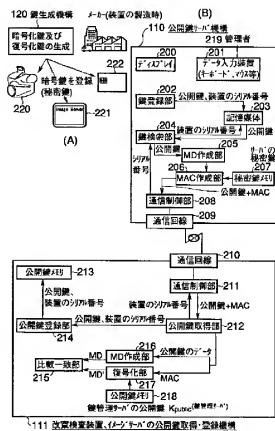 120 鍵生成機構
暗号化鍵及び
復号化鍵の生成
メーカー(装置の製造時)
222
暗号鍵を登録
(秘密鍵)
220
Image Server
221
(A)
(B)
110 公開鍵サーバ機構
219 管理者
200
ディスプレイ
201
データ入力装置
(キーボード、マウス等)
202
鍵登録部
公開鍵、装置のシリアル番号
203
記憶媒体
204
装置のシリアル番号
鍵検索部
公開鍵
公開鍵
205
MD作成部
サーバの
秘密鍵
207
シリアル
番号
206
MAC作成部
秘密鍵メモリ
公開鍵+MAC
通信制御部
208
通信回線
209
通信回線
210
通信制御部
211
公開鍵メモリ
213
公開鍵、
装置のシリアル番号
装置の
シリアル番号
公開鍵+MAC
公開鍵、装置のシリアル番号
公開鍵登録部
214
公開鍵取得部
212
216
MD
MD作成部
公開鍵のデータ
比較一致部
215
MD'
復号化部
MAC
217
公開鍵メモリ
218
鍵管理サーバの公開鍵 Kpublic(鍵管理サーバ)
111 改竄検査装置、イメージサーバの公開鍵取得・登録機構